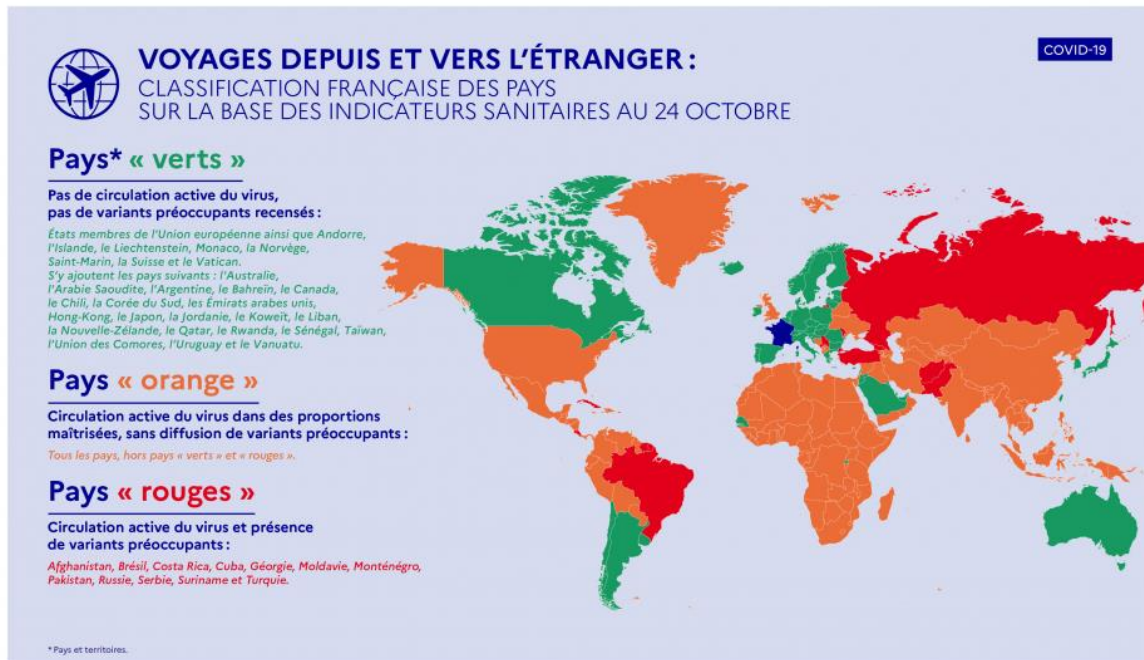 COVID-19
VOYAGES DEPUIS ET VERS L'ÉTRANGER :
CLASSIFICATION FRANÇAISE DES PAYS
SUR LA BASE DES INDICATEURS SANITAIRES AU 24 OCTOBRE
Pays* « verts »
Pas de circulation active du virus,
pas de variants préoccupants recensés :
États membres de l'Union européenne ainsi que Andorre,
l'Islande, le Liechtenstein, Monaco, la Norvège,
Saint-Marin, la Suisse et le Vatican.
S'y ajoutent les pays suivants : l'Australie,
l'Arabie Saoudite, l'Argentine, le Bahreïn, le Canada,
le Chili, la Corée du Sud, les Émirats arabes unis,
Hong-Kong, le Japon, la Jordanie, le Koweït, le Liban,
la Nouvelle-Zélande, le Qatar, le Rwanda, le Sénégal, Taïwan,
l'Union des Comores, l'Uruguay et le Vanuatu.
Pays « orange »
Circulation active du virus dans des proportions
maîtrisées, sans diffusion de variants préoccupants :
Tous les pays, hors pays « verts » et « rouges ».
Pays « rouges »
Circulation active du virus et présence
de variants préoccupants :
Afghanistan, Brésil, Costa Rica, Cuba, Géorgie, Moldavie, Monténégro,
Pakistan, Russie, Serbie, Suriname et Turquie.
*Pays et territoires.